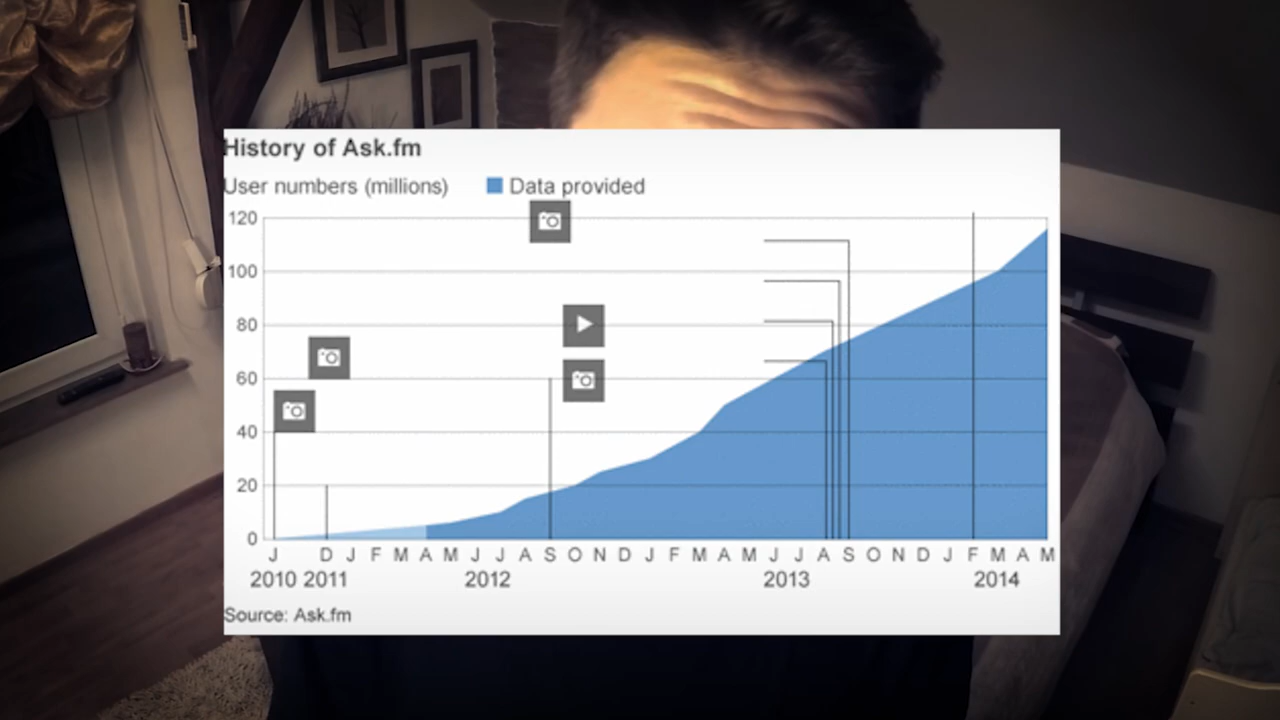 History of Ask.fm
User numbers (millions) Data provided
120
100
80
60
40
20
0
J D J F M A M J J A S O N D J F M A M J J A S O N D J F M A M
2010 2011 2012 2013 2014
Source: Ask.fm